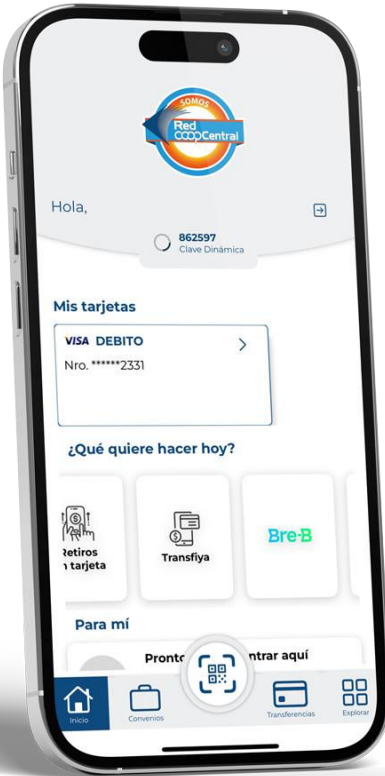 SOMOS
Red
COOPCentral
Hola,
862597
Clave Dinámica
Mis tarjetas
VISA DEBITO
Nro. ******2331
¿Qué quiere hacer hoy?
Retiros
n tarjeta
Transfiya
Bre-B
Para mí
Pronto ntrar aquí
Inicio
Convenios
Transferencias
Explorar